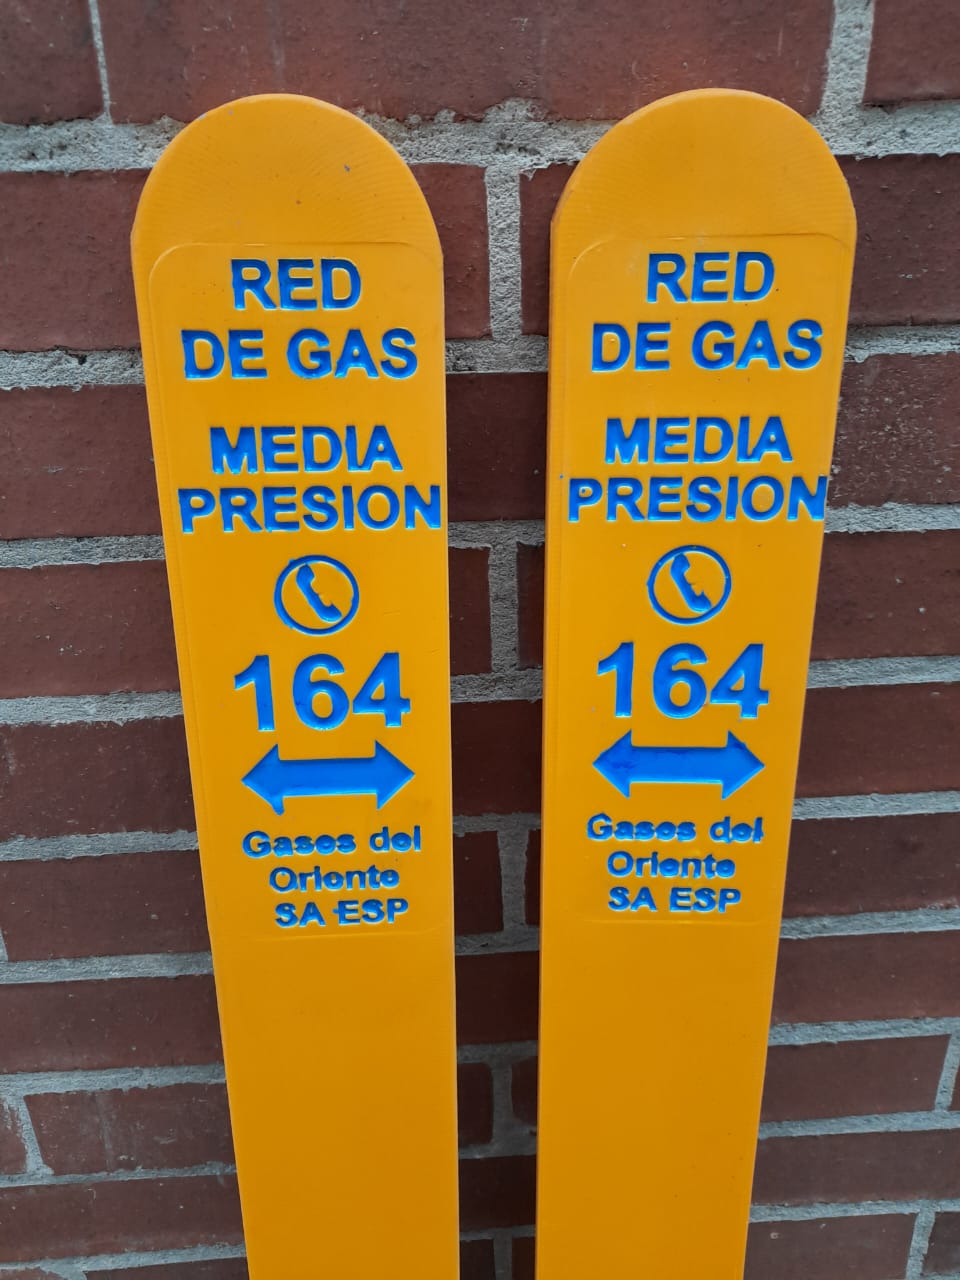 RED
DE GAS
MEDIA
PRESION
164
Gases del
Oriente
SA ESP
RED
DE GAS
MEDIA
PRESION
164
Gases del
Oriente
SA ESP